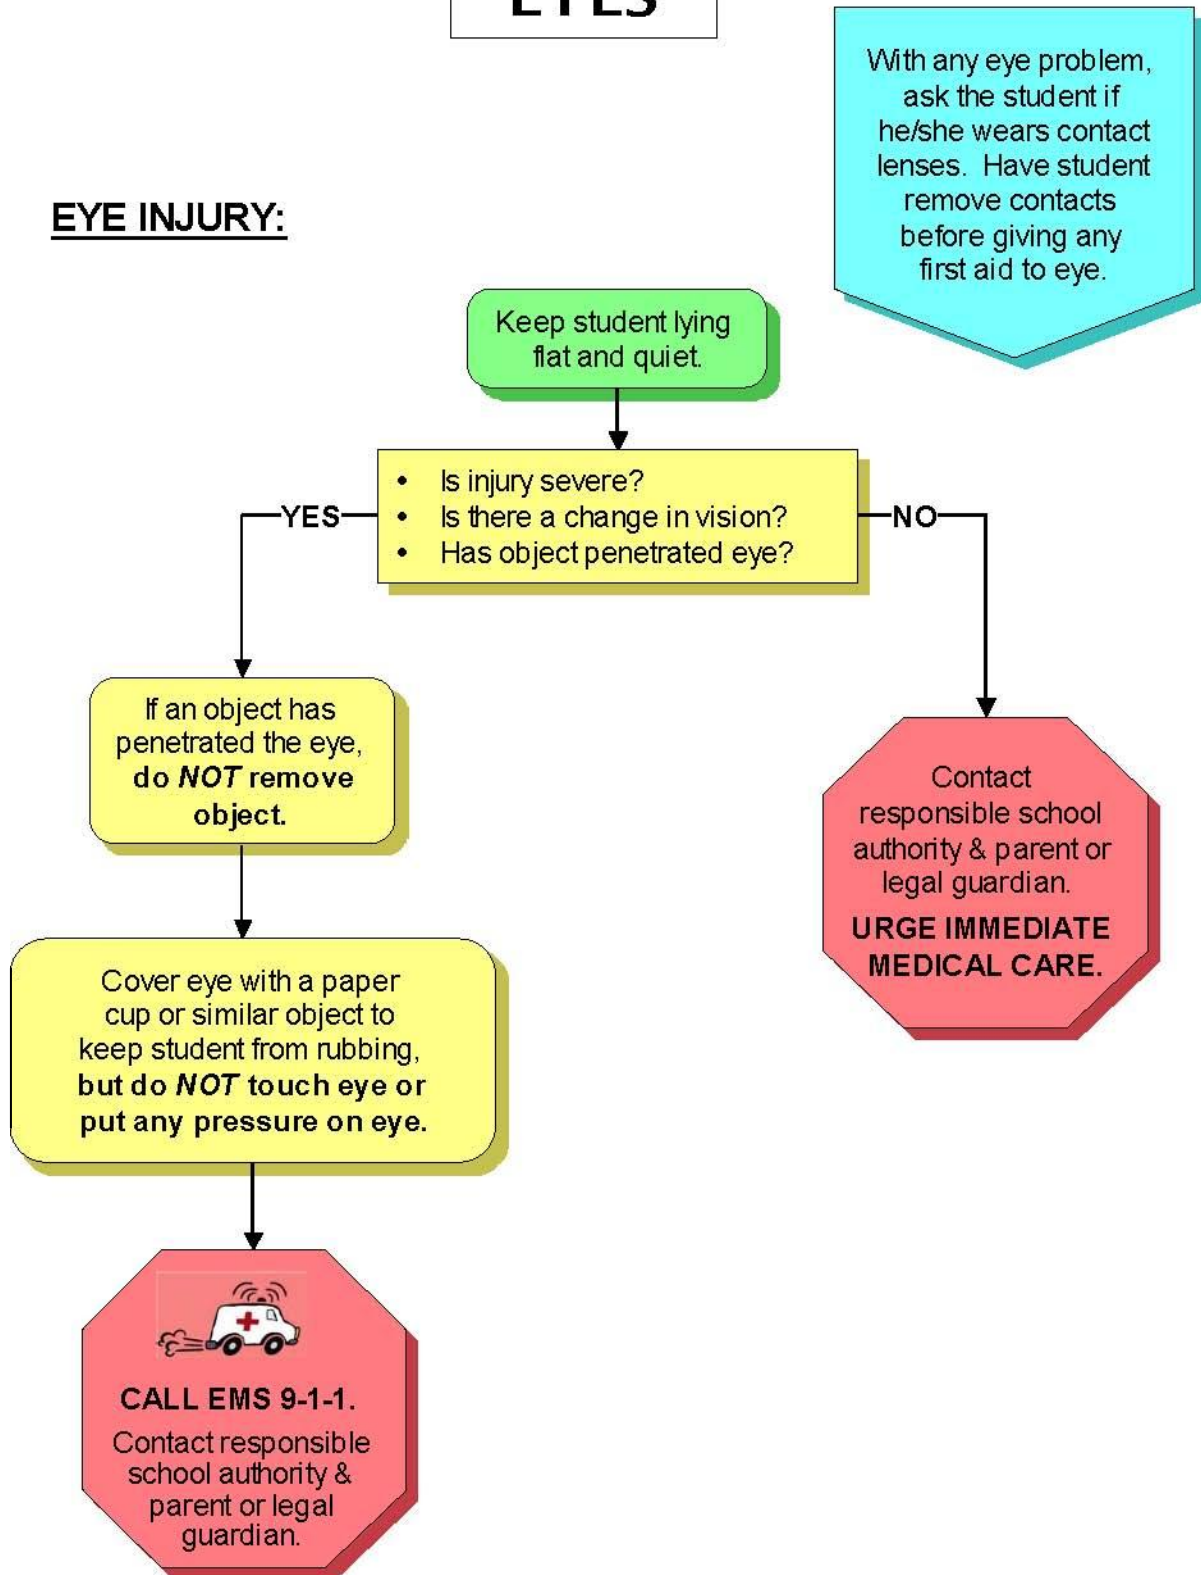 EYES
With any eye problem,
ask the student if
he/she wears contact
lenses. Have student
remove contacts
before giving any
first aid to eye.
EYE INJURY:
Keep student lying
flat and quiet.
• Is injury severe?
• Is there a change in vision?
• Has object penetrated eye?
YES
NO
If an object has
penetrated the eye,
do NOT remove
object.
Contact
responsible school
authority & parent or
legal guardian.
URGE IMMEDIATE
MEDICAL CARE.
Cover eye with a paper
cup or similar object to
keep student from rubbing,
but do NOT touch eye or
put any pressure on eye.
CALL EMS 9-1-1.
Contact responsible
school authority &
parent or legal
guardian.